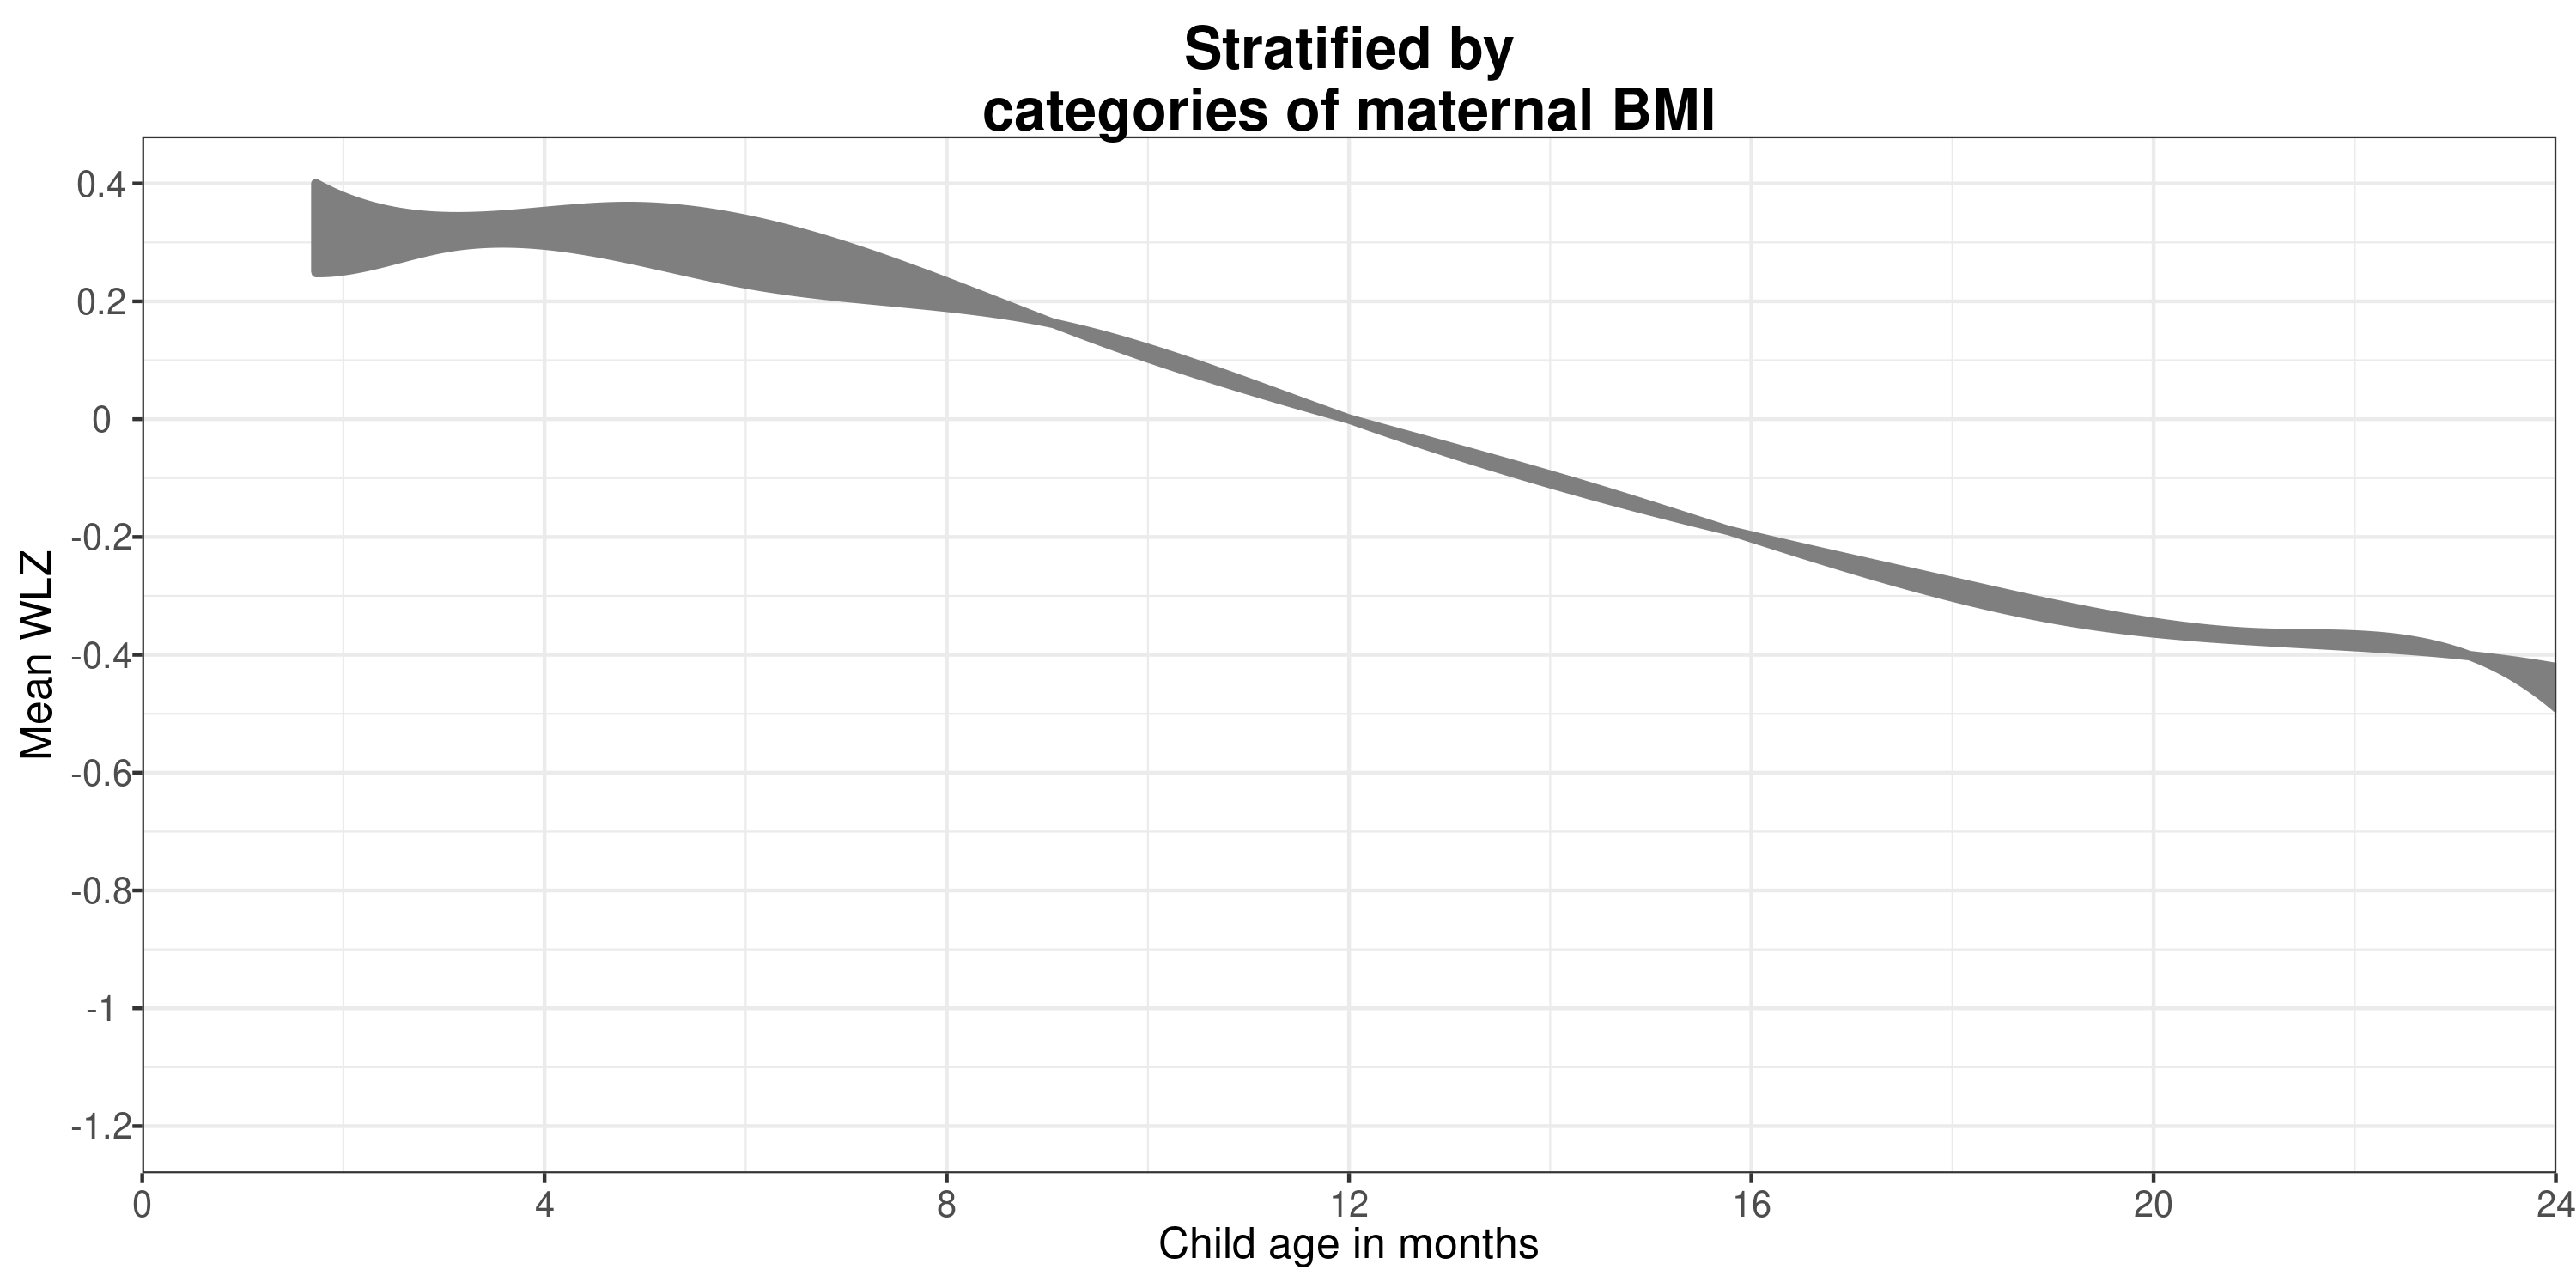 Stratified by
categories of maternal BMI
Mean WLZ
0.4
0.2
0
-0.2
-0.4
-0.6
-0.8
-1
-1.2
0 4 8 12 16 20 24
Child age in months